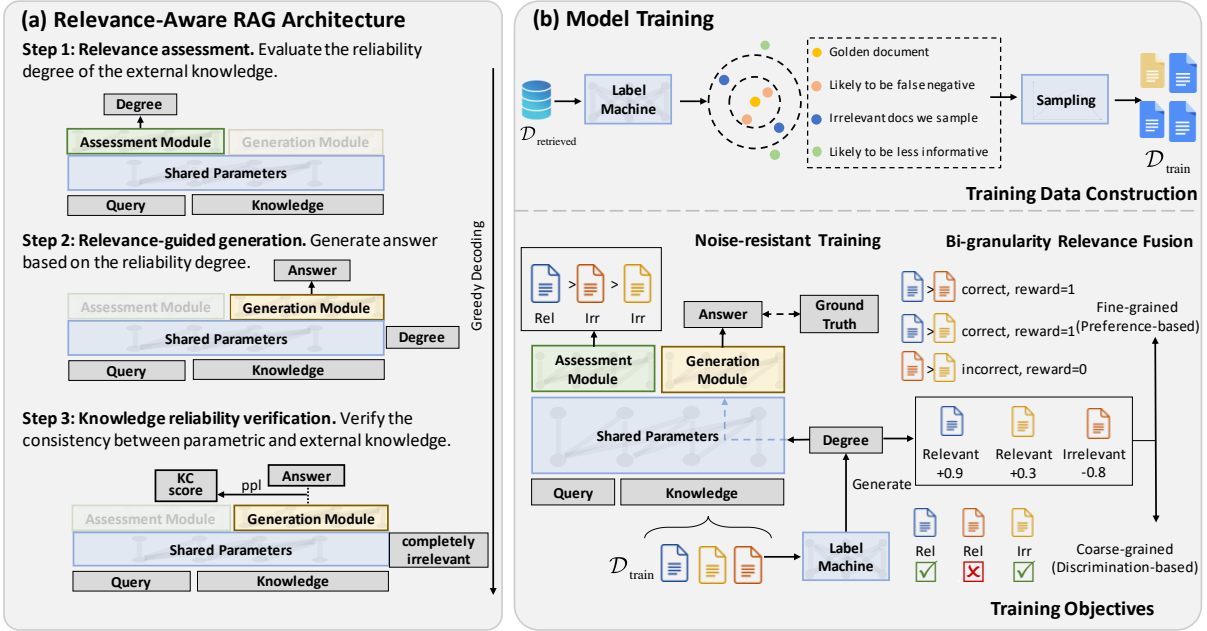 (a) Relevance-Aware RAG Architecture
Step 1: Relevance assessment. Evaluate the reliability
degree of the external knowledge.
Degree
Assessment Module
Generation Module
Shared Parameters
Query
Knowledge
Step 2: Relevance-guided generation. Generate answer
based on the reliability degree.
Answer
Assessment Module
Generation Module
Shared Parameters
Degree
Query
Knowledge
Step 3: Knowledge reliability verification. Verify the
consistency between parametric and external knowledge.
KC
score
ppl
Answer
Assessment Module
Generation Module
Shared Parameters
completely
irrelevant
Query
Knowledge
Greedy Decoding
(b) Model Training
D retrieved
Label
Machine
Golden document
Likely to be false negative
Irrelevant docs we sample
Likely to be less informative
Sampling
D train
Training Data Construction
Noise-resistant Training
Bi-granularity Relevance Fusion
> >
Rel Irr Irr
Answer
Ground
Truth
Assessment
Module
Generation
Module
Shared Parameters
Degree
Query
Knowledge
Generate
D train
Label
Machine
> correct, reward=1
> correct, reward=1
> incorrect, reward=0
Fine-grained
(Preference-based)
Relevant Relevant Irrelevant
+0.9 +0.3 -0.8
Rel Rel Irr
Coarse-grained
(Discrimination-based)
Training Objectives